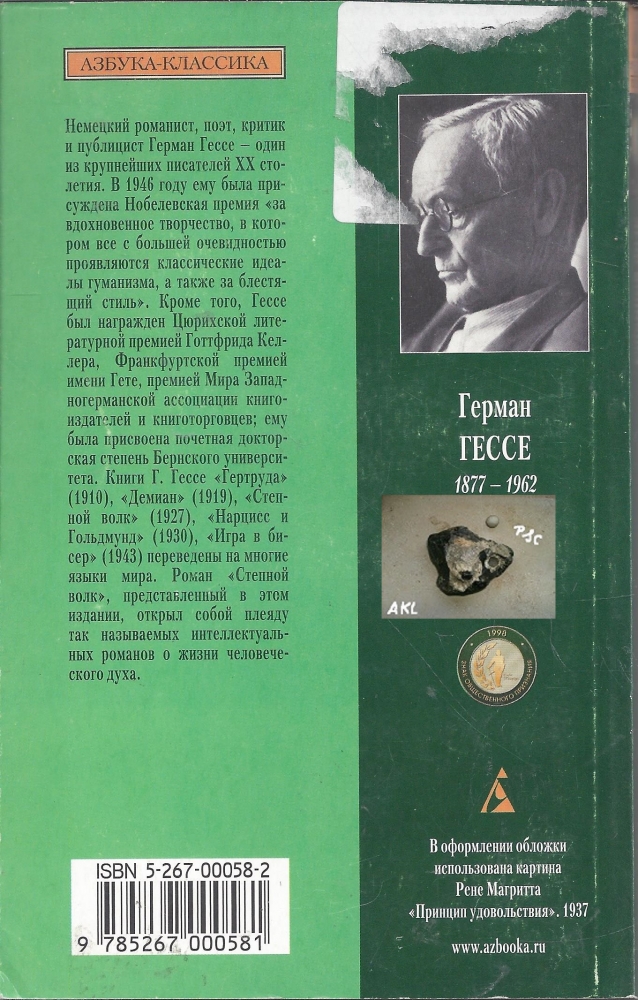 АЗБУКА-КЛАССИКА
Немецкий романист, поэт, критик
и публицист Герман Гессе – один
из крупнейших писателей XX сто-
летия. В 1946 году ему была при-
суждена Нобелевская премия «за
вдохновенное творчество, в кото-
ром все с большей очевидностью
проявляются классические идеа-
лы гуманизма, а также за блестя-
щий стиль». Кроме того, Гессе
был награжден Цюрихской лите-
ратурной премией Готтфрида Кел-
лера, Франкфуртской премией
имени Гете, премией Мира Запад-
ногерманской ассоциации книго-
издателей и книготорговцев; ему
была присвоена почетная доктор-
ская степень Бернского универси-
тета. Книги Г. Гессе «Гертруда»
(1910), «Демиан» (1919), «Степ-
ной волк» (1927), «Нарцисс и
Гольдмунд» (1930), «Игра в би-
сер» (1943) переведены на многие
языки мира. Роман «Степной
волк», представленный в этом
издании, открыл собой плеяду
так называемых интеллектуаль-
ных романов о жизни человече-
ского духа.
ISBN 5-267-00058-2
9 785267 000581
Герман
ГЕССЕ
1877 – 1962
AKL
1998
ЗНАК ОБЩЕСТВЕННОГО ПРИЗНАНИЯ
В оформлении обложки
использована картина
Рене Магритта
«Принцип удовольствия». 1937
www.azbooka.ru